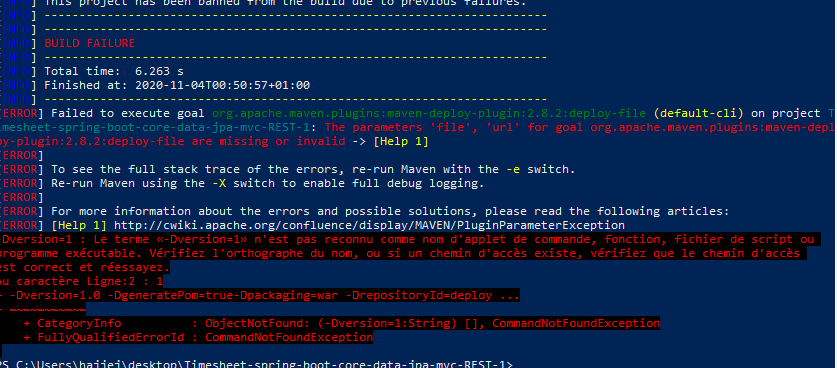 ] This project has been banned from the build due to previous failures.
[INFO] ------------------------------------------------------------------------
[INFO] ------------------------------------------------------------------------
[INFO] BUILD FAILURE
[INFO] ------------------------------------------------------------------------
[INFO] Total time:  6.263 s
[INFO] Finished at: 2020-11-04T00:50:57+01:00
[INFO] ------------------------------------------------------------------------
[ERROR] Failed to execute goal org.apache.maven.plugins:maven-deploy-plugin:2.8.2:deploy-file (default-cli) on project T
imesheet-spring-boot-core-data-jpa-mvc-REST-1: The parameters 'file', 'url' for goal org.apache.maven.plugins:maven-depl
oy-plugin:2.8.2:deploy-file are missing or invalid -> [Help 1]
[ERROR]
[ERROR] To see the full stack trace of the errors, re-run Maven with the -e switch.
[ERROR] Re-run Maven using the -X switch to enable full debug logging.
[ERROR]
[ERROR] For more information about the errors and possible solutions, please read the following articles:
[ERROR] [Help 1] http://cwiki.apache.org/confluence/display/MAVEN/PluginParameterException
-Dversion=1 : Le terme «-Dversion=1» n'est pas reconnu comme nom d'applet de commande, fonction, fichier de script ou
programme exécutable. Vérifiez l'orthographe du nom, ou si un chemin d'accès existe, vérifiez que le chemin d'accès
est correct et réessayez.
Au caractère Ligne:2 : 1
+ -Dversion=1.0 -DgeneratePom=true-Dpackaging=war -DrepositoryId=deploy ...
+ ~~~~~~~~~~~
+ CategoryInfo : ObjectNotFound: (-Dversion=1:String) [], CommandNotFoundException
+ FullyQualifiedErrorId : CommandNotFoundException
PS C:\Users\hajjej\desktop\Timesheet-spring-boot-core-data-jpa-mvc-REST-1>